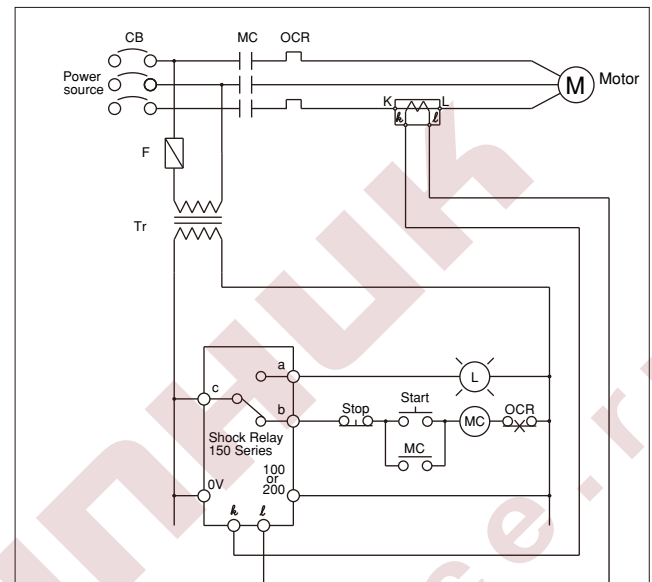 CB MC OCR
Power
source
M Motor
K L
k ℓ
F
Tr
a
L
c
b Stop Start MC OCR
Shock Relay
150 Series
MC
0V 100
or
200
k ℓ